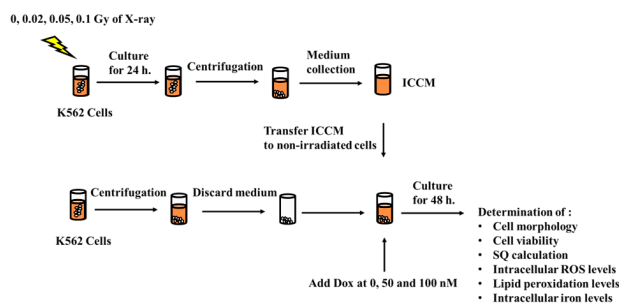 0, 0.02, 0.05, 0.1 Gy of X-ray
Culture
for 24 h.
Centrifugation
Medium
collection
ICCM
K562 Cells
Transfer ICCM
to non-irradiated cells
Centrifugation
Discard medium
Culture
for 48 h.
K562 Cells
Add Dox at 0, 50 and 100 nM
Determination of :
• Cell morphology
• Cell viability
• SQ calculation
• Intracellular ROS levels
• Lipid peroxidation levels
• Intracellular iron levels